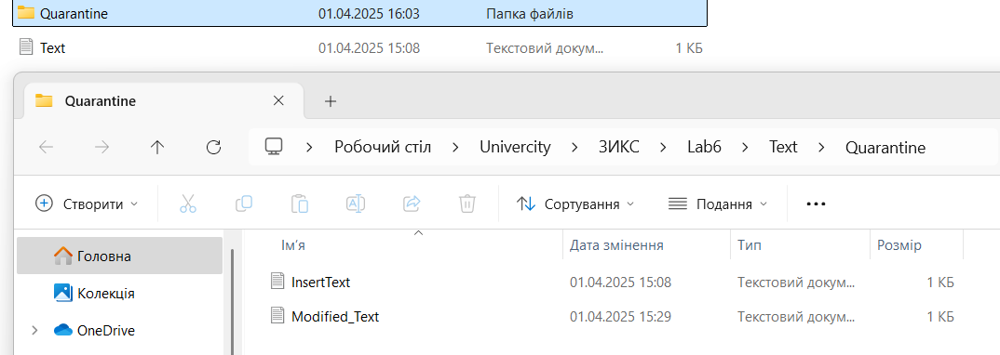 Quarantine 01.04.2025 16:03 Папка файлів
Text 01.04.2025 15:08 Текстовий докум... 1 КБ
Quarantine
Робочий стіл > Univercity > ЗИКС > Lab6 > Text > Quarantine
Створити Сортування Подання
Ім'я Дата змінення Тип Розмір
Головна
Колекція
OneDrive
InsertText 01.04.2025 15:08 Текстовий докум... 1 КБ
Modified_Text 01.04.2025 15:29 Текстовий докум... 1 КБ